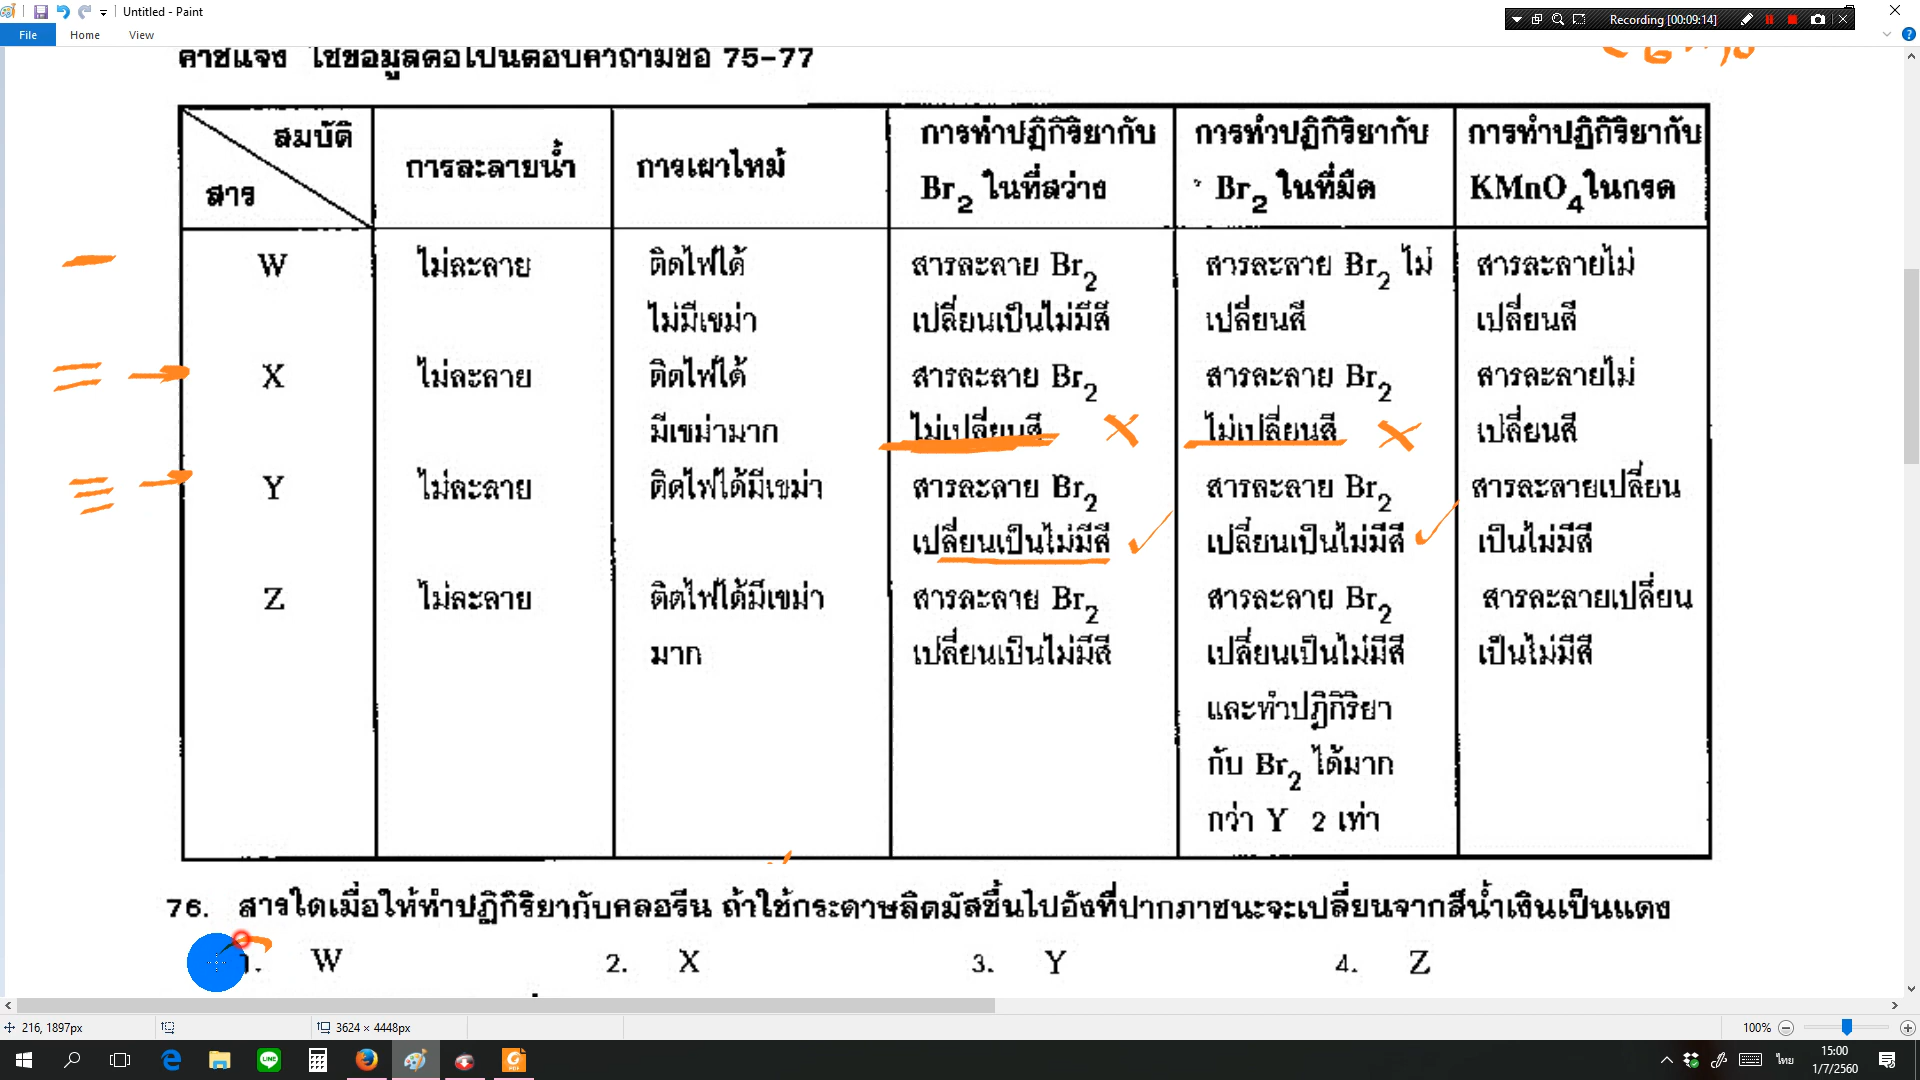 Untitled - Paint
Recording [00:09:14]
File Home View
คำชี้แจง ใช้ข้อมูลต่อไปนี้ตอบคำถามข้อ 75-77
สมบัติ
สาร
การละลายน้ำ
การเผาไหม้
การทำปฏิกิริยากับ
Br2 ในที่สว่าง
การทำปฏิกิริยากับ
Br2 ในที่มืด
การทำปฏิกิริยากับ
KMnO4ในกรด
W ไม่ละลาย ติดไฟได้ สารละลาย Br2 สารละลาย Br2 ไม่ สารละลายไม่
ไม่มีเขม่า เปลี่ยนเป็นไม่มีสี เปลี่ยนสี เปลี่ยนสี
X ไม่ละลาย ติดไฟได้ สารละลาย Br2 สารละลาย Br2 สารละลายไม่
มีเขม่ามาก ไม่เปลี่ยนสี ไม่เปลี่ยนสี เปลี่ยนสี
Y ไม่ละลาย ติดไฟได้มีเขม่า สารละลาย Br2 สารละลาย Br2 สารละลายเปลี่ยน
เปลี่ยนเป็นไม่มีสี เปลี่ยนเป็นไม่มีสี เป็นไม่มีสี
Z ไม่ละลาย ติดไฟได้มีเขม่า สารละลาย Br2 สารละลาย Br2 สารละลายเปลี่ยน
มาก เปลี่ยนเป็นไม่มีสี เปลี่ยนเป็นไม่มีสี เป็นไม่มีสี
และทำปฏิกิริยา
กับ Br2 ได้มาก
กว่า Y 2 เท่า
76. สารใดเมื่อให้ทำปฏิกิริยากับคลอรีน ถ้าใช้กระดาษลิตมัสชื้นไปอังที่ปากภาชนะจะเปลี่ยนจากสีน้ำเงินเป็นแดง
1. W 2. X 3. Y 4. Z
216, 1897px 3624 × 4448px 100%
ไทย 15:00
1/7/2560